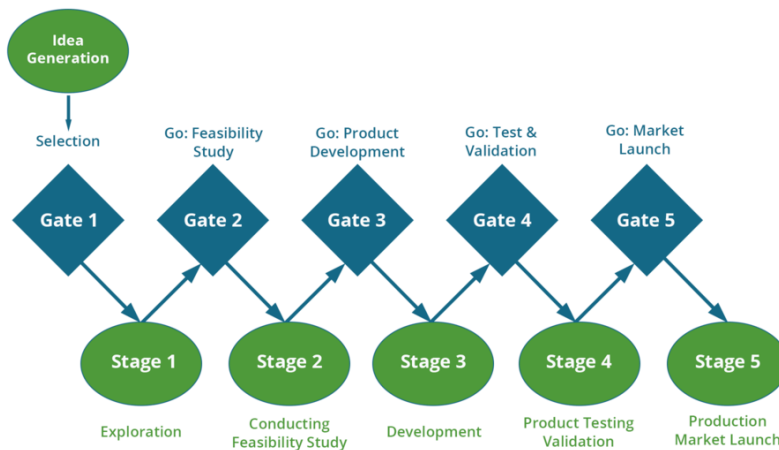 Idea
Generation
Selection
Go: Feasibility
Study
Go: Product
Development
Go: Test &
Validation
Go: Market
Launch
Gate 1
Gate 2
Gate 3
Gate 4
Gate 5
Stage 1
Stage 2
Stage 3
Stage 4
Stage 5
Exploration
Conducting
Feasibility Study
Development
Product Testing
Validation
Production
Market Launch